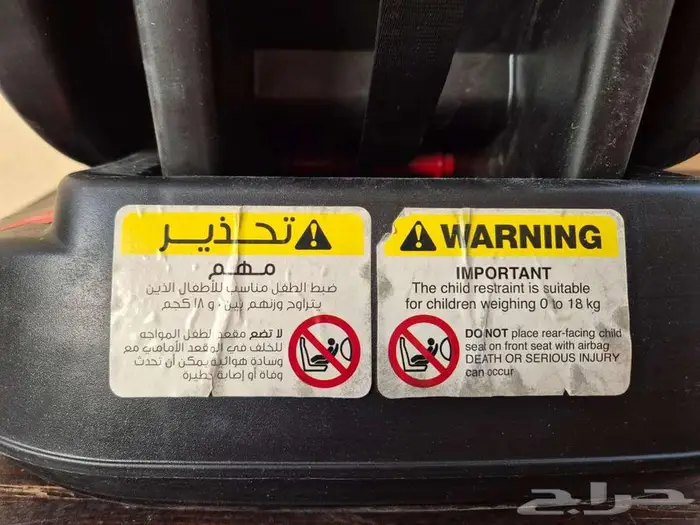 تحذير
مهم
ضبط الطفل مناسب للأطفال الذين
يتراوح وزنهم بين ٠ و ١٨ كجم
لا تضع مقعد لطفل المواجه
للخلف في الوقعد الأمامي مع
وسادة هوائية يمكن أن تحدث
وفاة أو إصابة خطيرة
WARNING
IMPORTANT
The child restraint is suitable
for children weighing 0 to 18 kg
DO NOT place rear-facing child
seat on front seat with airbag
DEATH OR SERIOUS INJURY
can occur
حراج